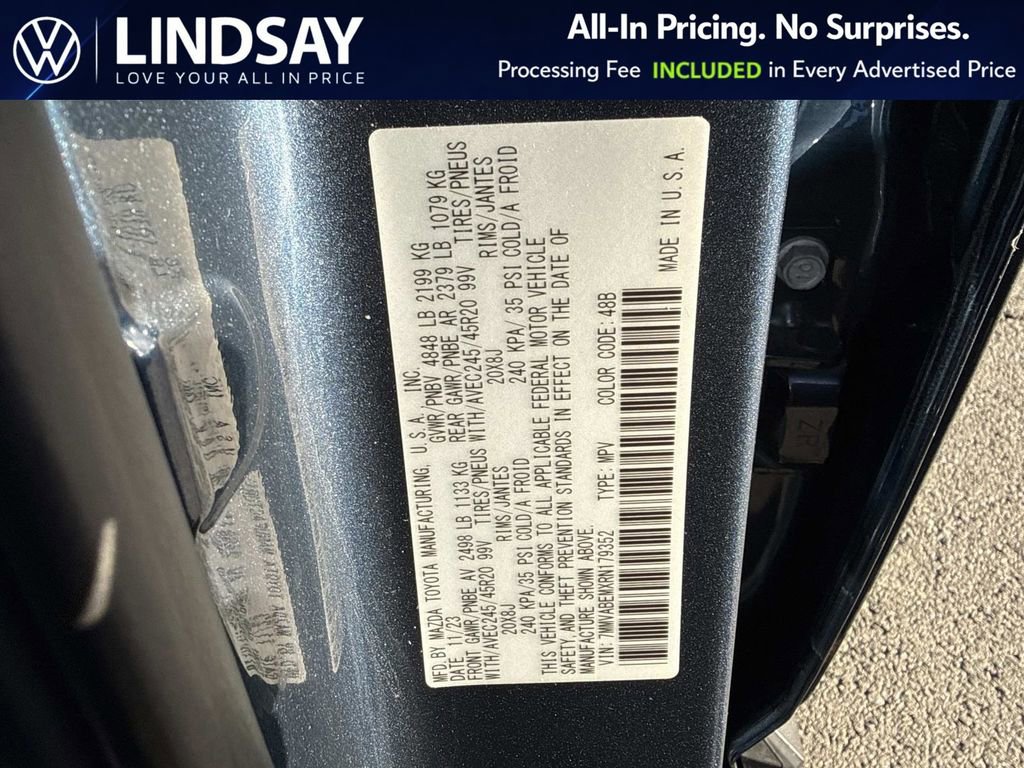 LINDSAY
LOVE YOUR ALL IN PRICE
All-In Pricing. No Surprises.
Processing Fee INCLUDED in Every Advertised Price
MFD. BY MAZDA TOYOTA MANUFACTURING, U.S.A. INC.
DATE 11/23 GVWR/PNBV 4848 LB 2199 KG
FRONT GAWR/PNBE AV 2498 LB 1133 KG REAR GAWR/PNBE AR 2379 LB 1079 KG
WITH/AVEC245/45R20 99V TIRES/PNEUS WITH/AVEC245/45R20 99V TIRES/PNEUS
20X8J RIMS/JANTES 20X8J RIMS/JANTES
240 KPA/35 PSI COLD/A FROID 240 KPA/35 PSI COLD/A FROID
THIS VEHICLE CONFORMS TO ALL APPLICABLE FEDERAL MOTOR VEHICLE
SAFETY AND THEFT PREVENTION STANDARDS IN EFFECT ON THE DATE OF
MANUFACTURE SHOWN ABOVE.
VIN: 7MMVABEMXRN179352 TYPE: MPV COLOR CODE: 48B
MADE IN U.S.A.